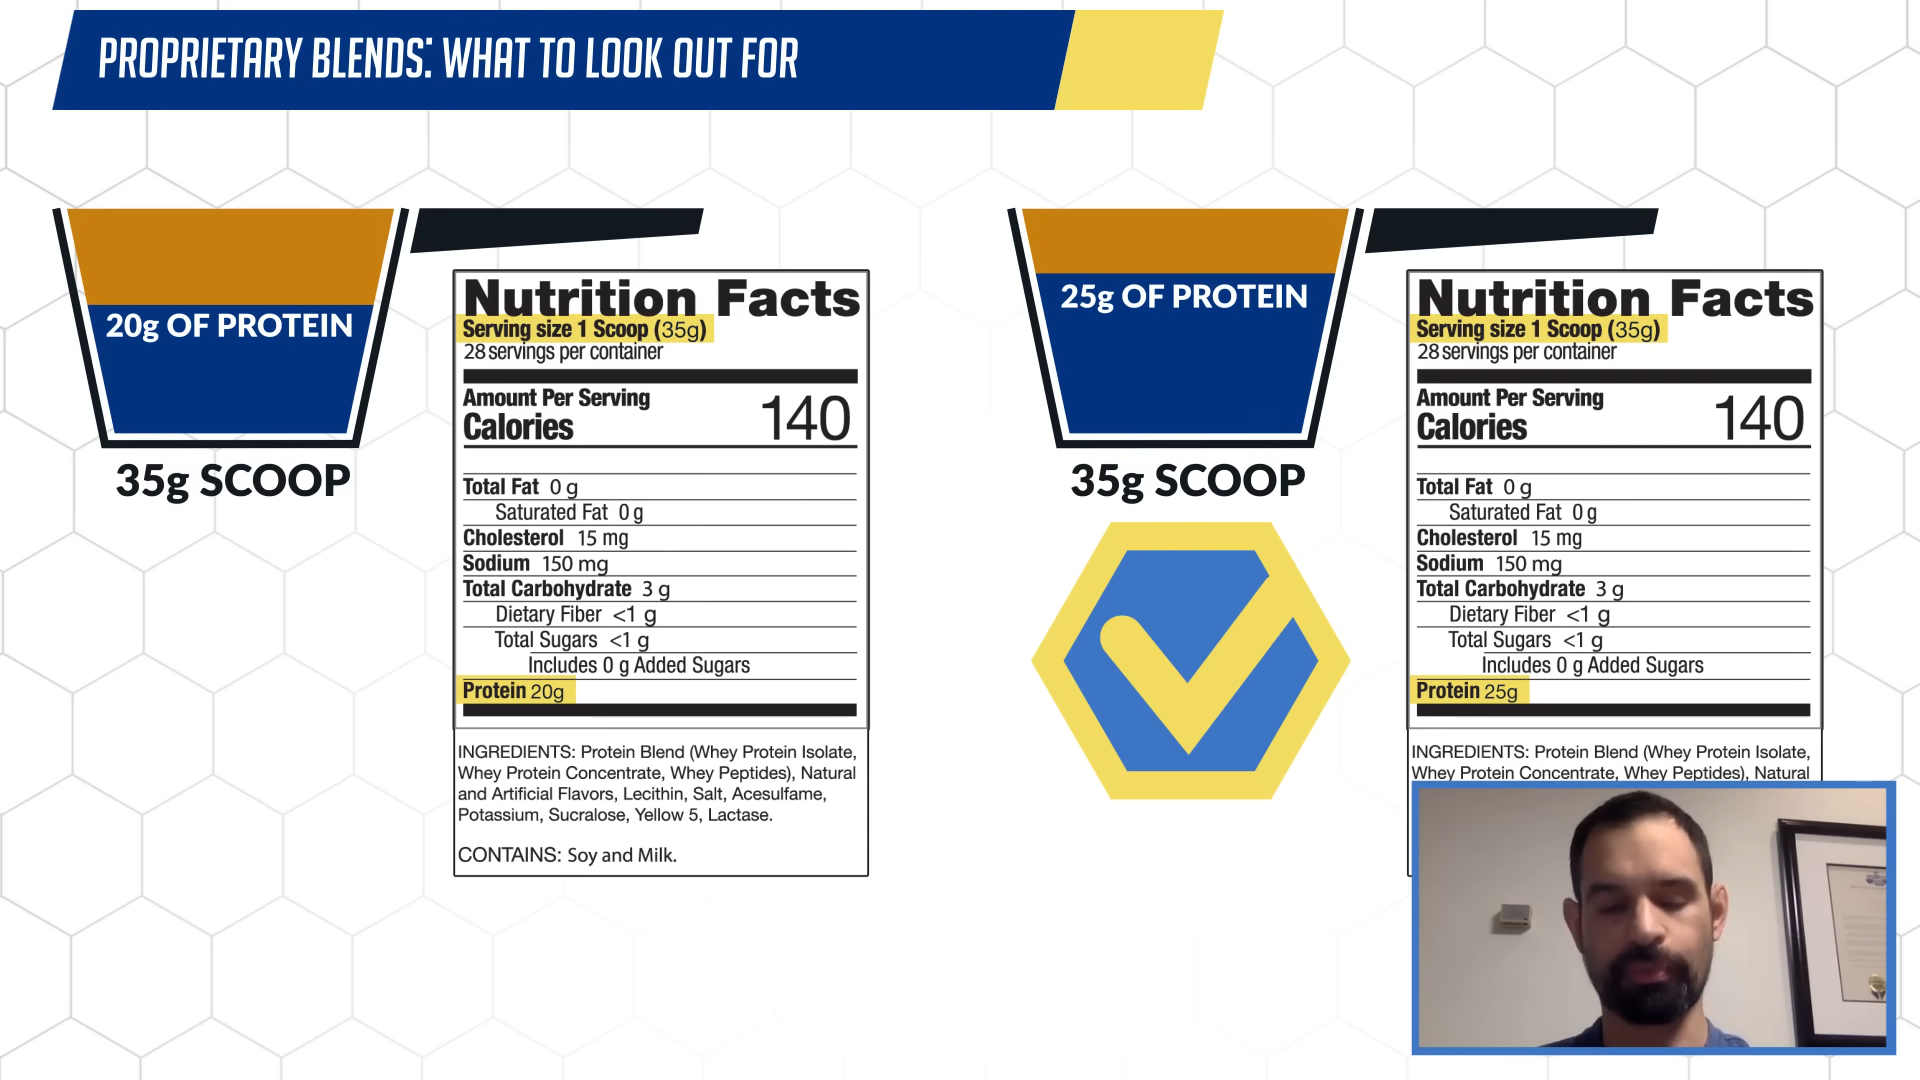 PROPRIETARY BLENDS: WHAT TO LOOK OUT FOR
20g OF PROTEIN
35g SCOOP
Nutrition Facts
Serving size 1 Scoop (35g)
28 servings per container
Amount Per Serving
Calories 140
Total Fat 0 g
Saturated Fat 0 g
Cholesterol 15 mg
Sodium 150 mg
Total Carbohydrate 3 g
Dietary Fiber <1 g
Total Sugars <1 g
Includes 0 g Added Sugars
Protein 20g
INGREDIENTS: Protein Blend (Whey Protein Isolate,
Whey Protein Concentrate, Whey Peptides), Natural
and Artificial Flavors, Lecithin, Salt, Acesulfame,
Potassium, Sucralose, Yellow 5, Lactase.
CONTAINS: Soy and Milk.
25g OF PROTEIN
35g SCOOP
Nutrition Facts
Serving size 1 Scoop (35g)
28 servings per container
Amount Per Serving
Calories 140
Total Fat 0 g
Saturated Fat 0 g
Cholesterol 15 mg
Sodium 150 mg
Total Carbohydrate 3 g
Dietary Fiber <1 g
Total Sugars <1 g
Includes 0 g Added Sugars
Protein 25g
INGREDIENTS: Protein Blend (Whey Protein Isolate,
Whey Protein Concentrate, Whey Peptides), Natural